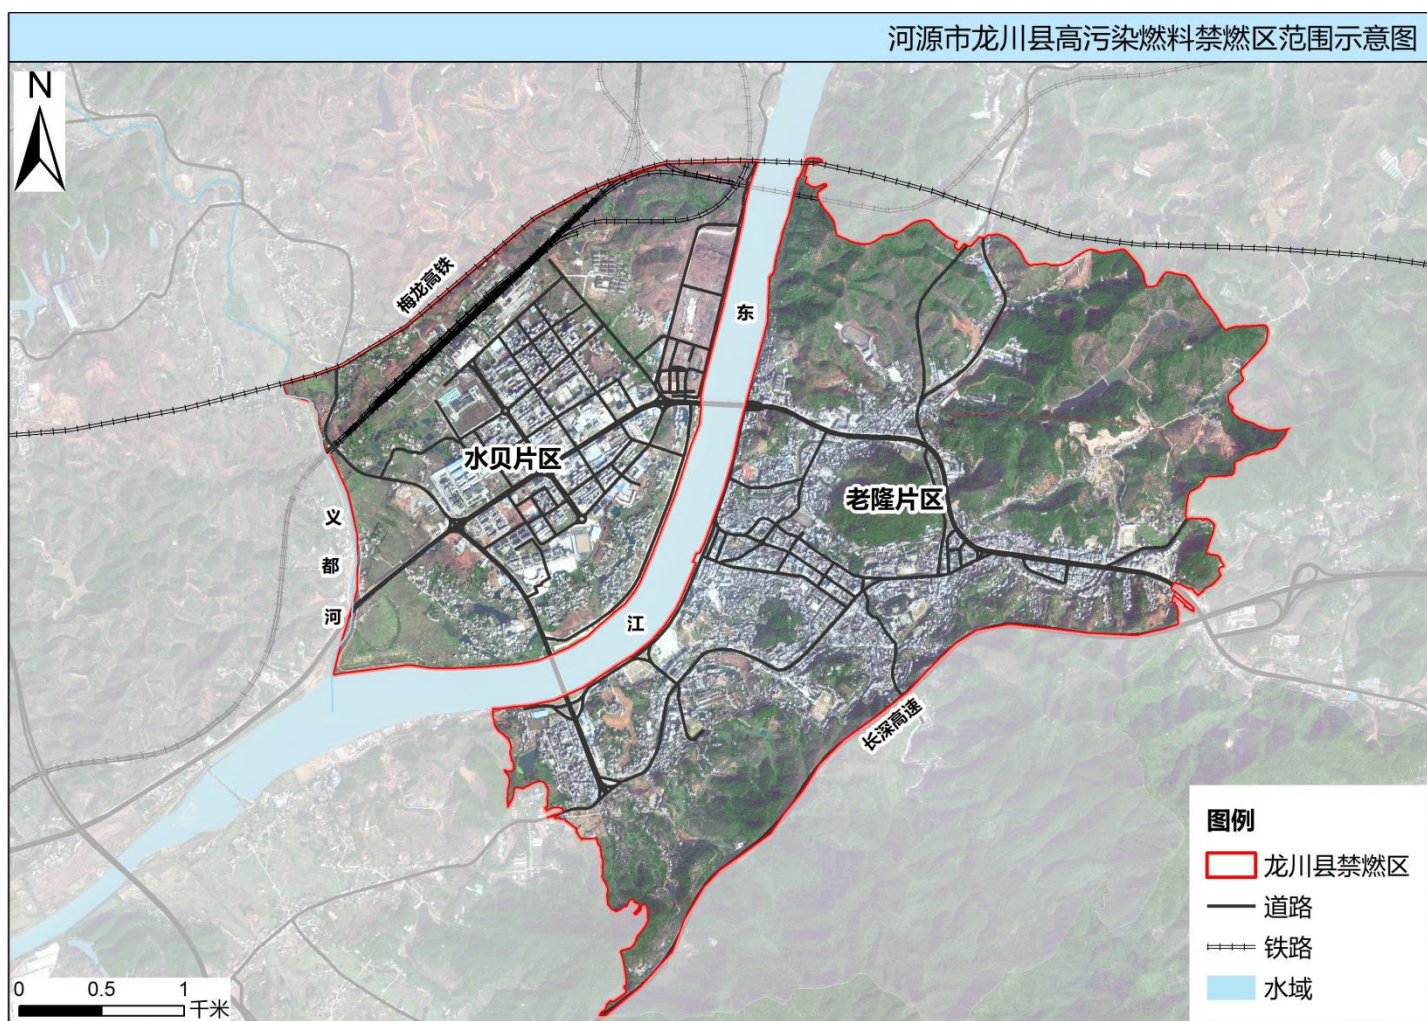 河源市龙川县高污染燃料禁燃区范围示意图
N
梅龙高铁
东
水贝片区
老隆片区
义
都
河
江
长深高速
图例
龙川县禁燃区
道路
铁路
水域
0 0.5 1
千米